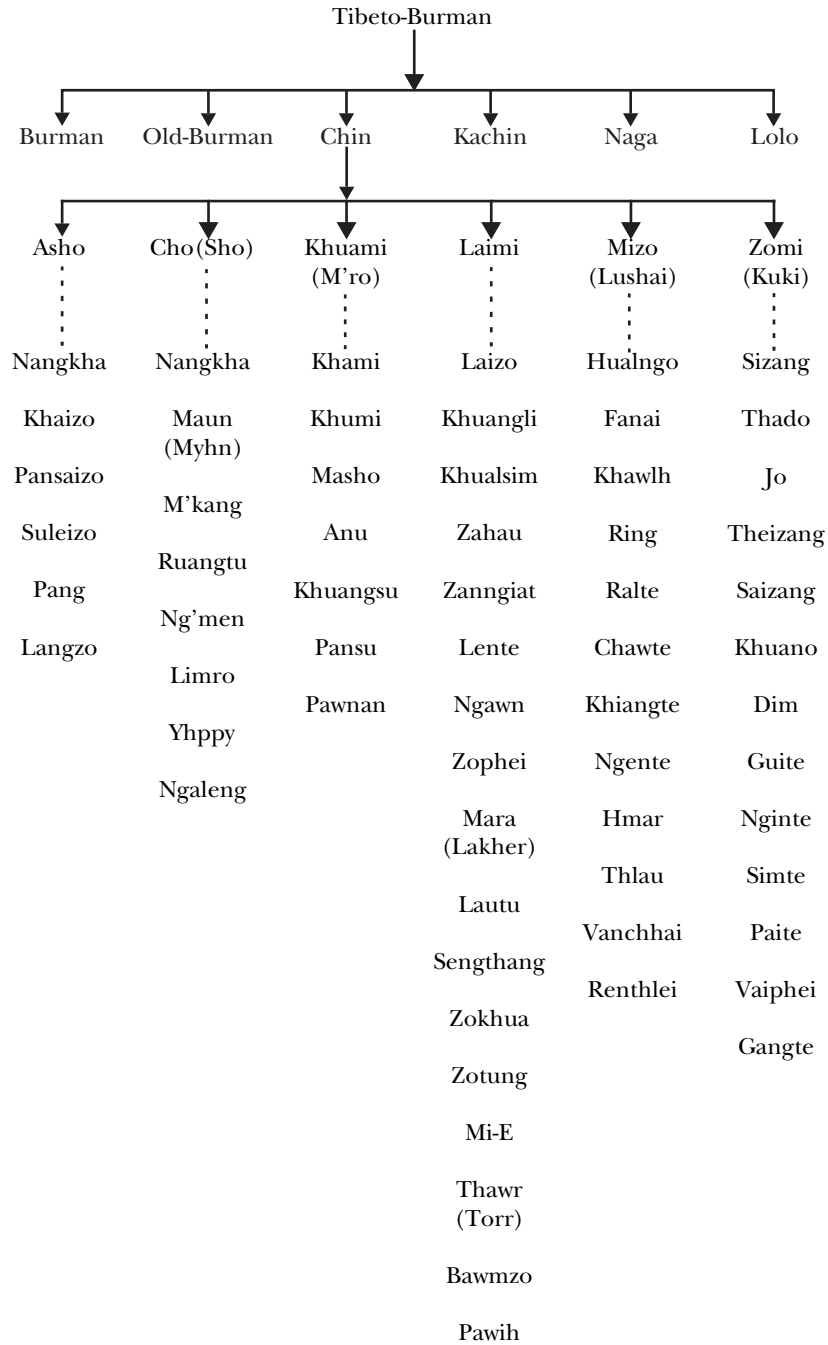 Tibeto-Burman
Burman Old-Burman Chin Kachin Naga Lolo
Asho Cho (Sho) Khuami Laimi Mizo Zomi
(M'ro) (Lushai) (Kuki)
Nangkha Nangkha Khami Laizo Hualngo Sizang
Khaizo Maun Khumi Khuangli Fanai Thado
(Myhn)
Pansaizo Masho Khualsim Khawlh Jo
M'kang
Suleizo Anu Zahau Ring Theizang
Ruangtu
Pang Khuangsu Zanngiat Ralte Saizang
Ng'men
Langzo Pansu Lente Chawte Khuano
Limro
Pawnan Ngawn Khiangte Dim
Yhppy
Zophei Ngente Guite
Ngaleng
Mara Hmar Nginte
(Lakher)
Thlau Simte
Lautu
Vanchhai Paite
Sengthang
Renthlei Vaiphei
Zokhua
Gangte
Zotung
Mi-E
Thawr
(Torr)
Bawmzo
Pawih